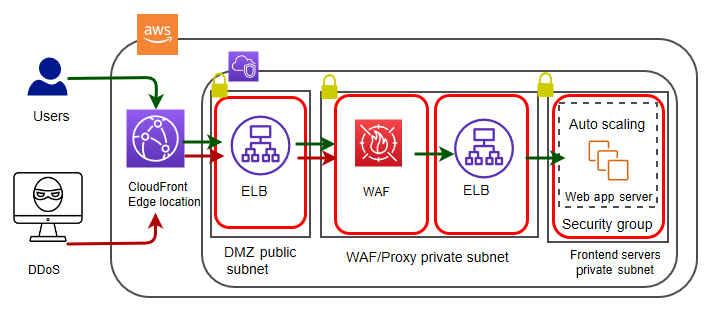 aws
Users
CloudFront
Edge location
DDoS
ELB
DMZ public
subnet
WAF
ELB
WAF/Proxy private subnet
Auto scaling
Web app server
Security group
Frontend servers
private subnet